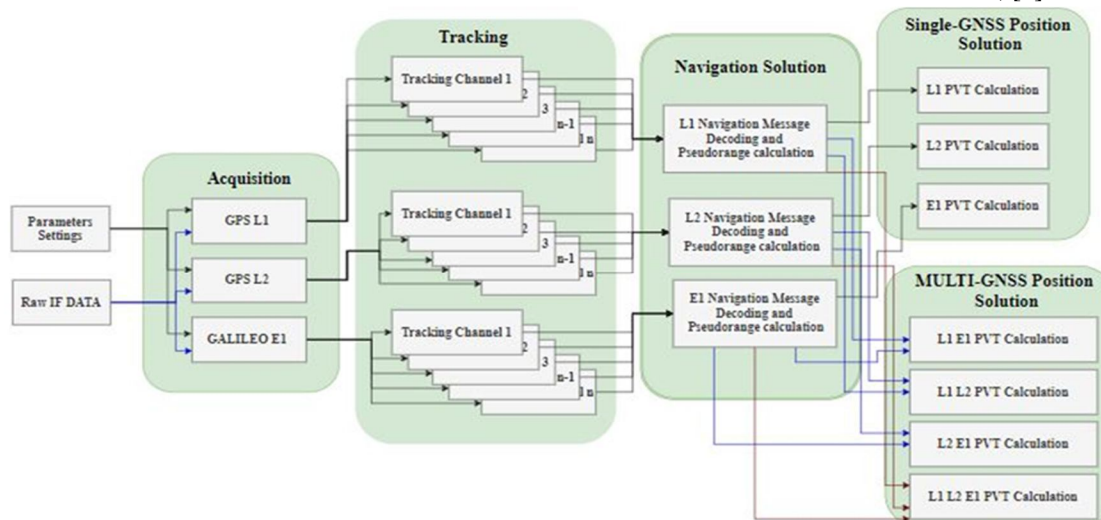 Parameters
Settings
Raw IF DATA
Acquisition
GPS L1
GPS L2
GALILEO E1
Tracking
Tracking Channel 1
2
3
n-1
l n
Tracking Channel 1
2
3
n-1
l n
Tracking Channel 1
2
3
n-1
l n
Navigation Solution
L1 Navigation Message
Decoding and
Pseudorange calculation
L2 Navigation Message
Decoding and
Pseudorange calculation
E1 Navigation Message
Decoding and
Pseudorange calculation
Single-GNSS Position
Solution
L1 PVT Calculation
L2 PVT Calculation
E1 PVT Calculation
MULTI-GNSS Position
Solution
L1 E1 PVT Calculation
L1 L2 PVT Calculation
L2 E1 PVT Calculation
L1 L2 E1 PVT Calculation